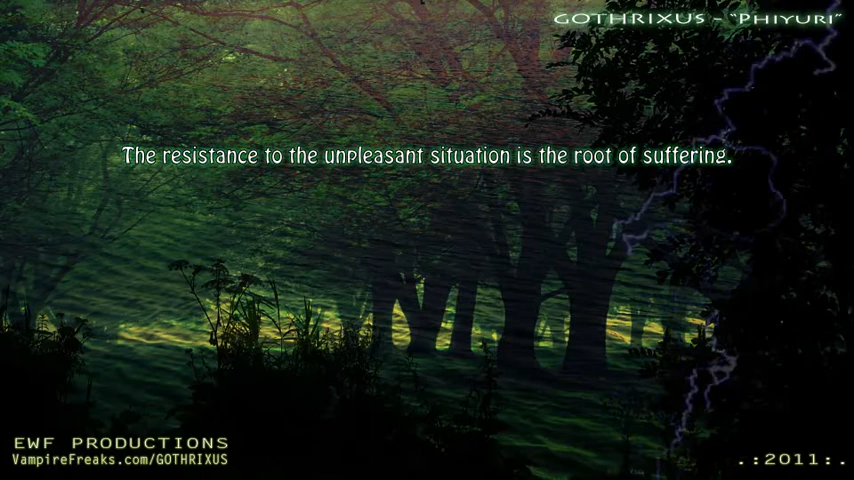 GOTHRIXUS - "PHIYURI"
The resistance to the unpleasant situation is the root of suffering.
EWF PRODUCTIONS
VampireFreaks.com/GOTHRIXUS
.:2011:.